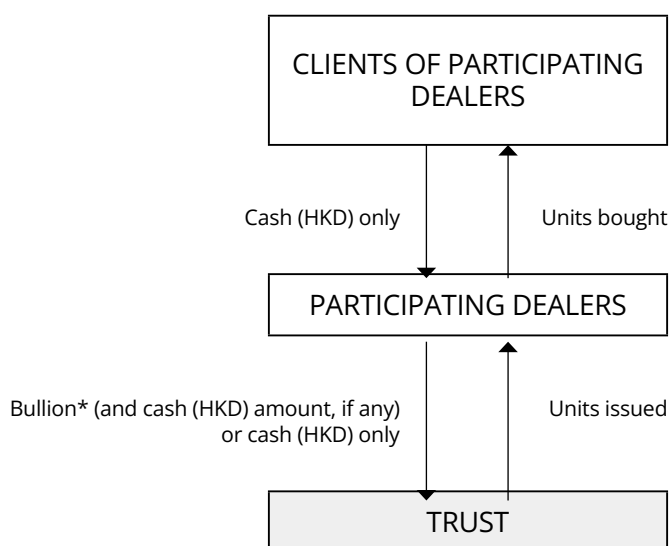 CLIENTS OF PARTICIPATING
DEALERS
Cash (HKD) only
Units bought
PARTICIPATING DEALERS
Bullion* (and cash (HKD) amount, if any)
or cash (HKD) only
Units issued
TRUST